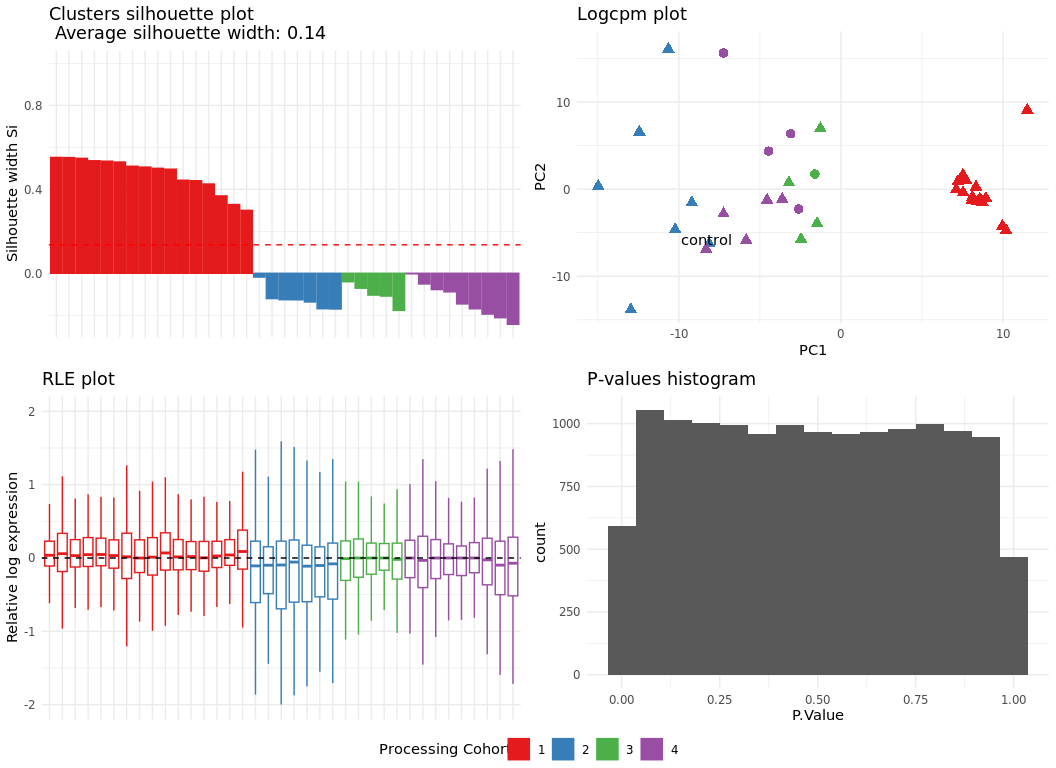 Clusters silhouette plot
Average silhouette width: 0.14
Silhouette width Si
0.8
0.4
0.0
Logcpm plot
PC2
10
0
-10
control
-10
0
10
PC1
RLE plot
Relative log expression
2
1
0
-1
-2
P-values histogram
count
1000
750
500
250
0
0.00
0.25
0.50
0.75
1.00
P.Value
Processing Cohort
1
2
3
4